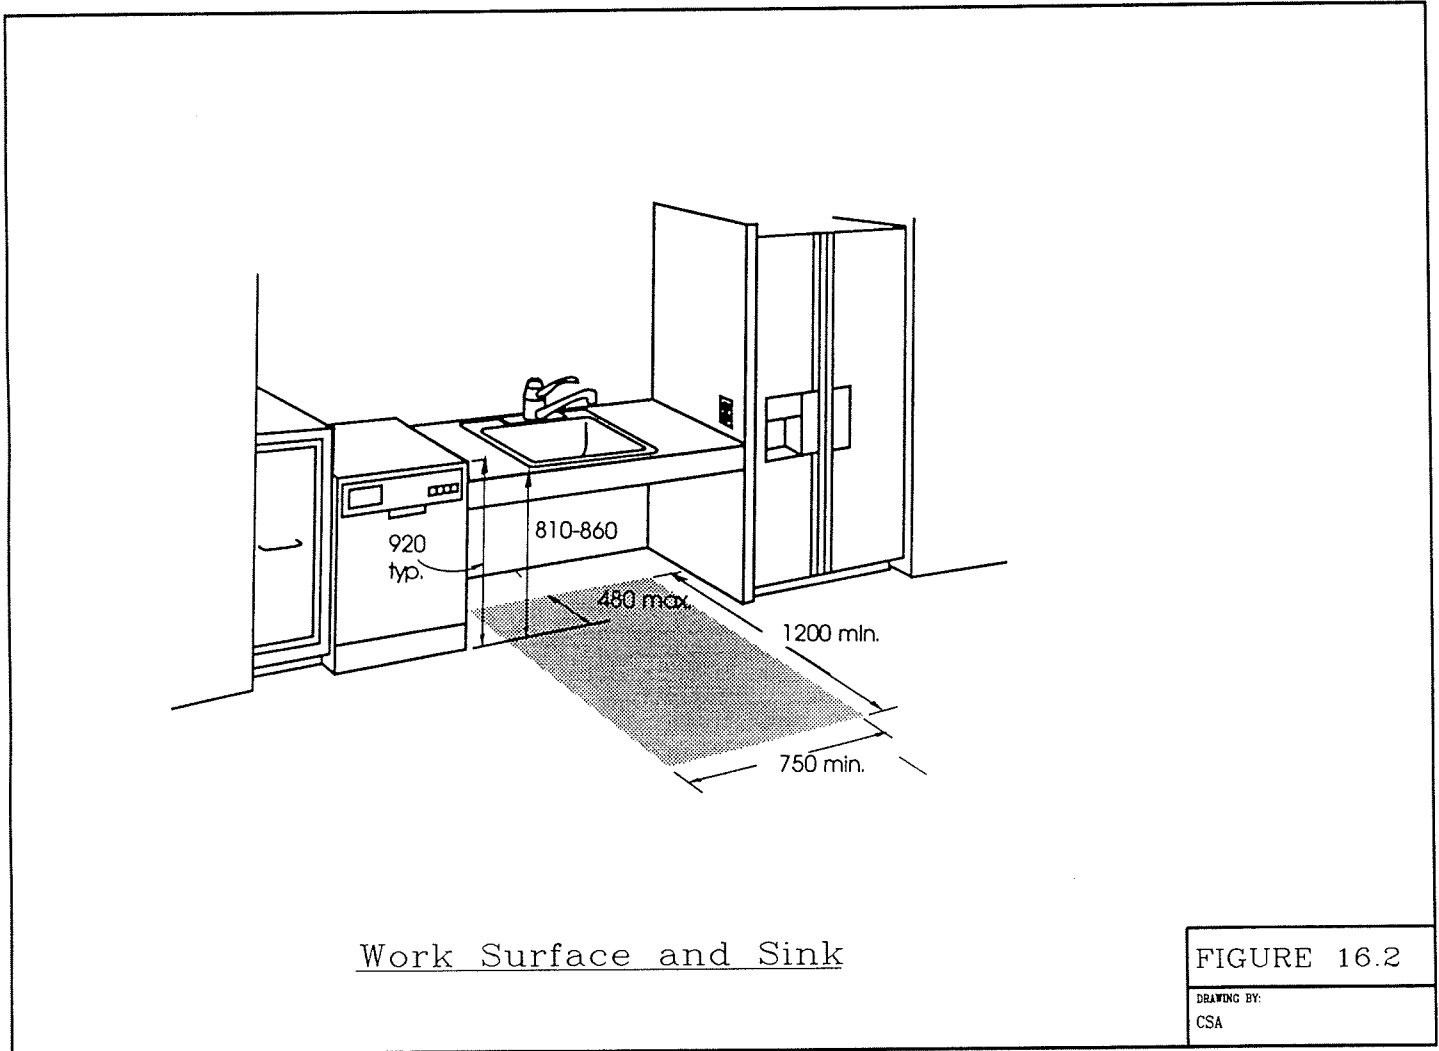 920
typ.
810-860
480 max.
1200 min.
750 min.
Work Surface and Sink
FIGURE 16.2
DRAWING BY:
CSA